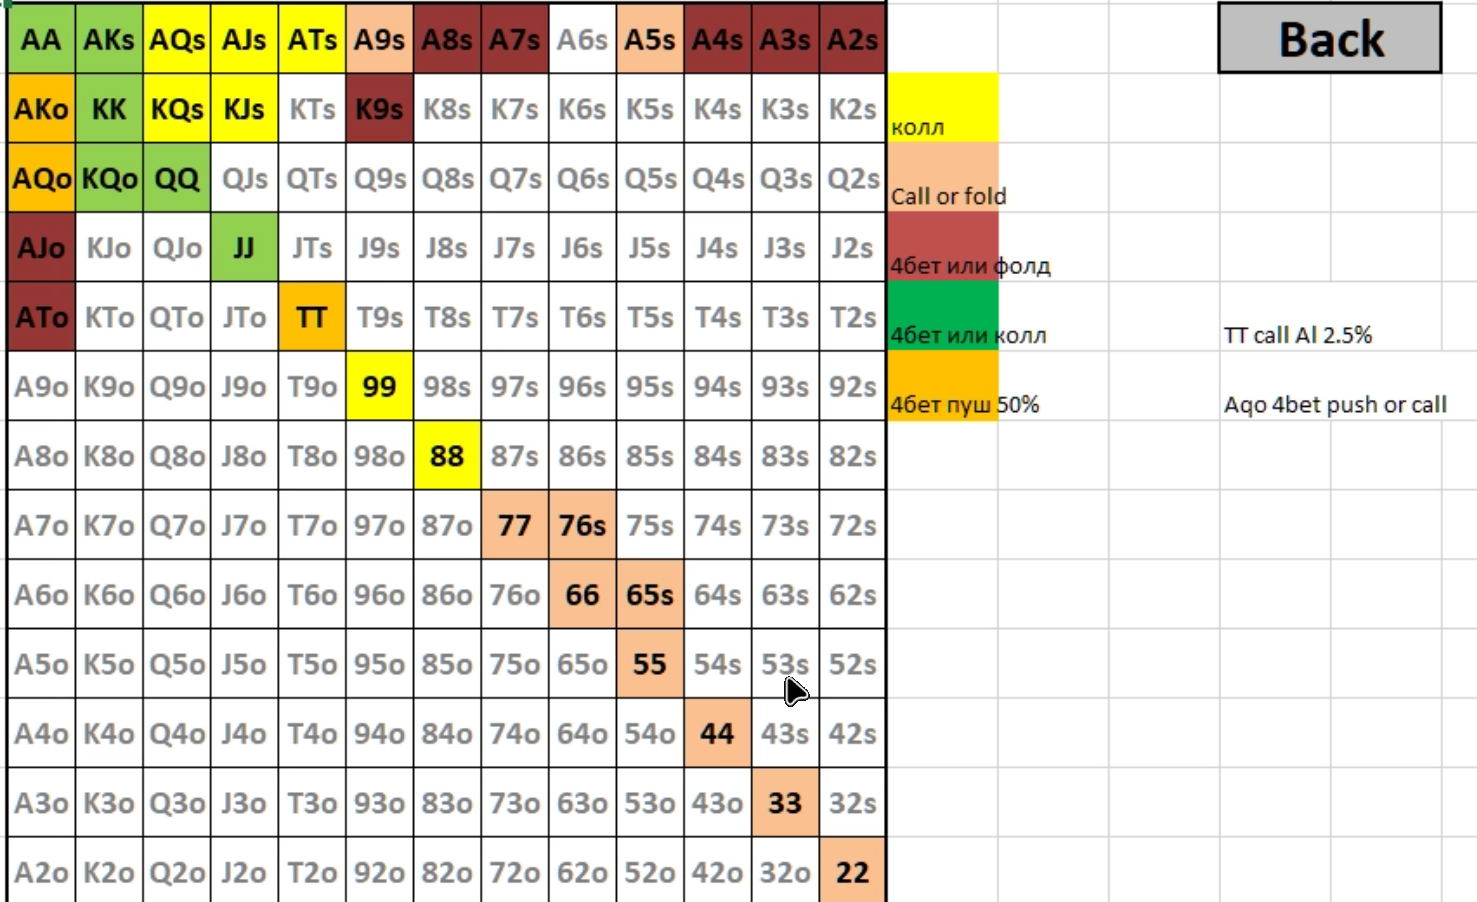 AA AKs AQs AJs ATs A9s A8s A7s A6s A5s A4s A3s A2s Back
AKo KK KQs KJs KTs K9s K8s K7s K6s K5s K4s K3s K2s колл
AQo KQo QQ QJs QTs Q9s Q8s Q7s Q6s Q5s Q4s Q3s Q2s Call or fold
AJo KJo QJo JJ JTs J9s J8s J7s J6s J5s J4s J3s J2s 4бет или фолд
ATo KTo QTo JTo TT T9s T8s T7s T6s T5s T4s T3s T2s 4бет или колл TT call Al 2.5%
A9o K9o Q9o J9o T9o 99 98s 97s 96s 95s 94s 93s 92s 4бет пуш 50% Aqo 4bet push or call
A8o K8o Q8o J8o T8o 98o 88 87s 86s 85s 84s 83s 82s
A7o K7o Q7o J7o T7o 97o 87o 77 76s 75s 74s 73s 72s
A6o K6o Q6o J6o T6o 96o 86o 76o 66 65s 64s 63s 62s
A5o K5o Q5o J5o T5o 95o 85o 75o 65o 55 54s 53s 52s
A4o K4o Q4o J4o T4o 94o 84o 74o 64o 54o 44 43s 42s
A3o K3o Q3o J3o T3o 93o 83o 73o 63o 53o 43o 33 32s
A2o K2o Q2o J2o T2o 92o 82o 72o 62o 52o 42o 32o 22